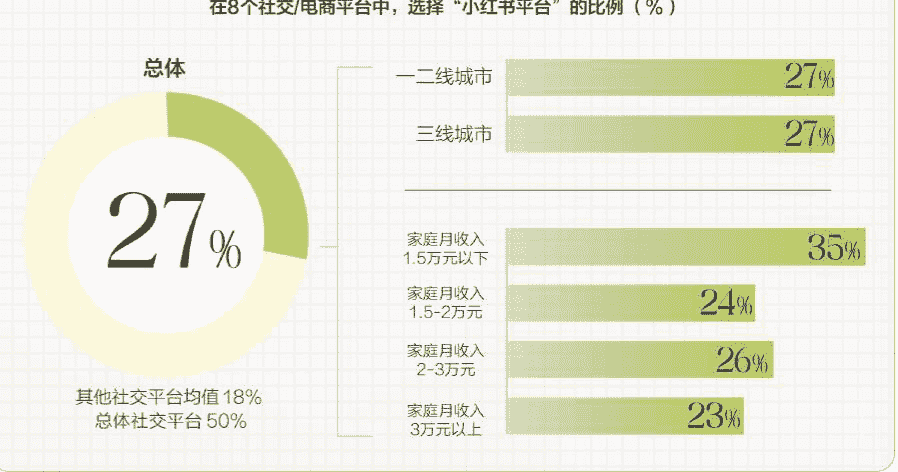 在8个社交/电商平台中，选择“小红书平台”的比例（%）
总体
27%
其他社交平台均值18%
总体社交平台50%
一二线城市
27%
三线城市
27%
家庭月收入
1.5万元以下
35%
家庭月收入
1.5-2万元
24%
家庭月收入
2-3万元
26%
家庭月收入
3万元以上
23%